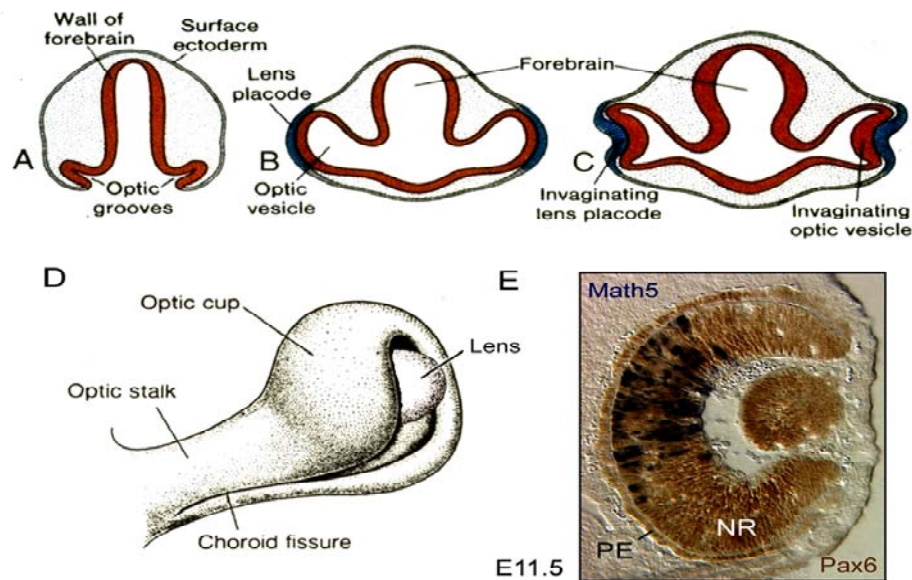 Wall of
forebrain
Surface
ectoderm
A
Optic
grooves
Lens
placode
B
Optic
vesicle
Forebrain
C
Invaginating
lens placode
Invaginating
optic vesicle
D
Optic cup
Lens
Optic stalk
Choroid fissure
E
Math5
NR
PE
E11.5
Pax6